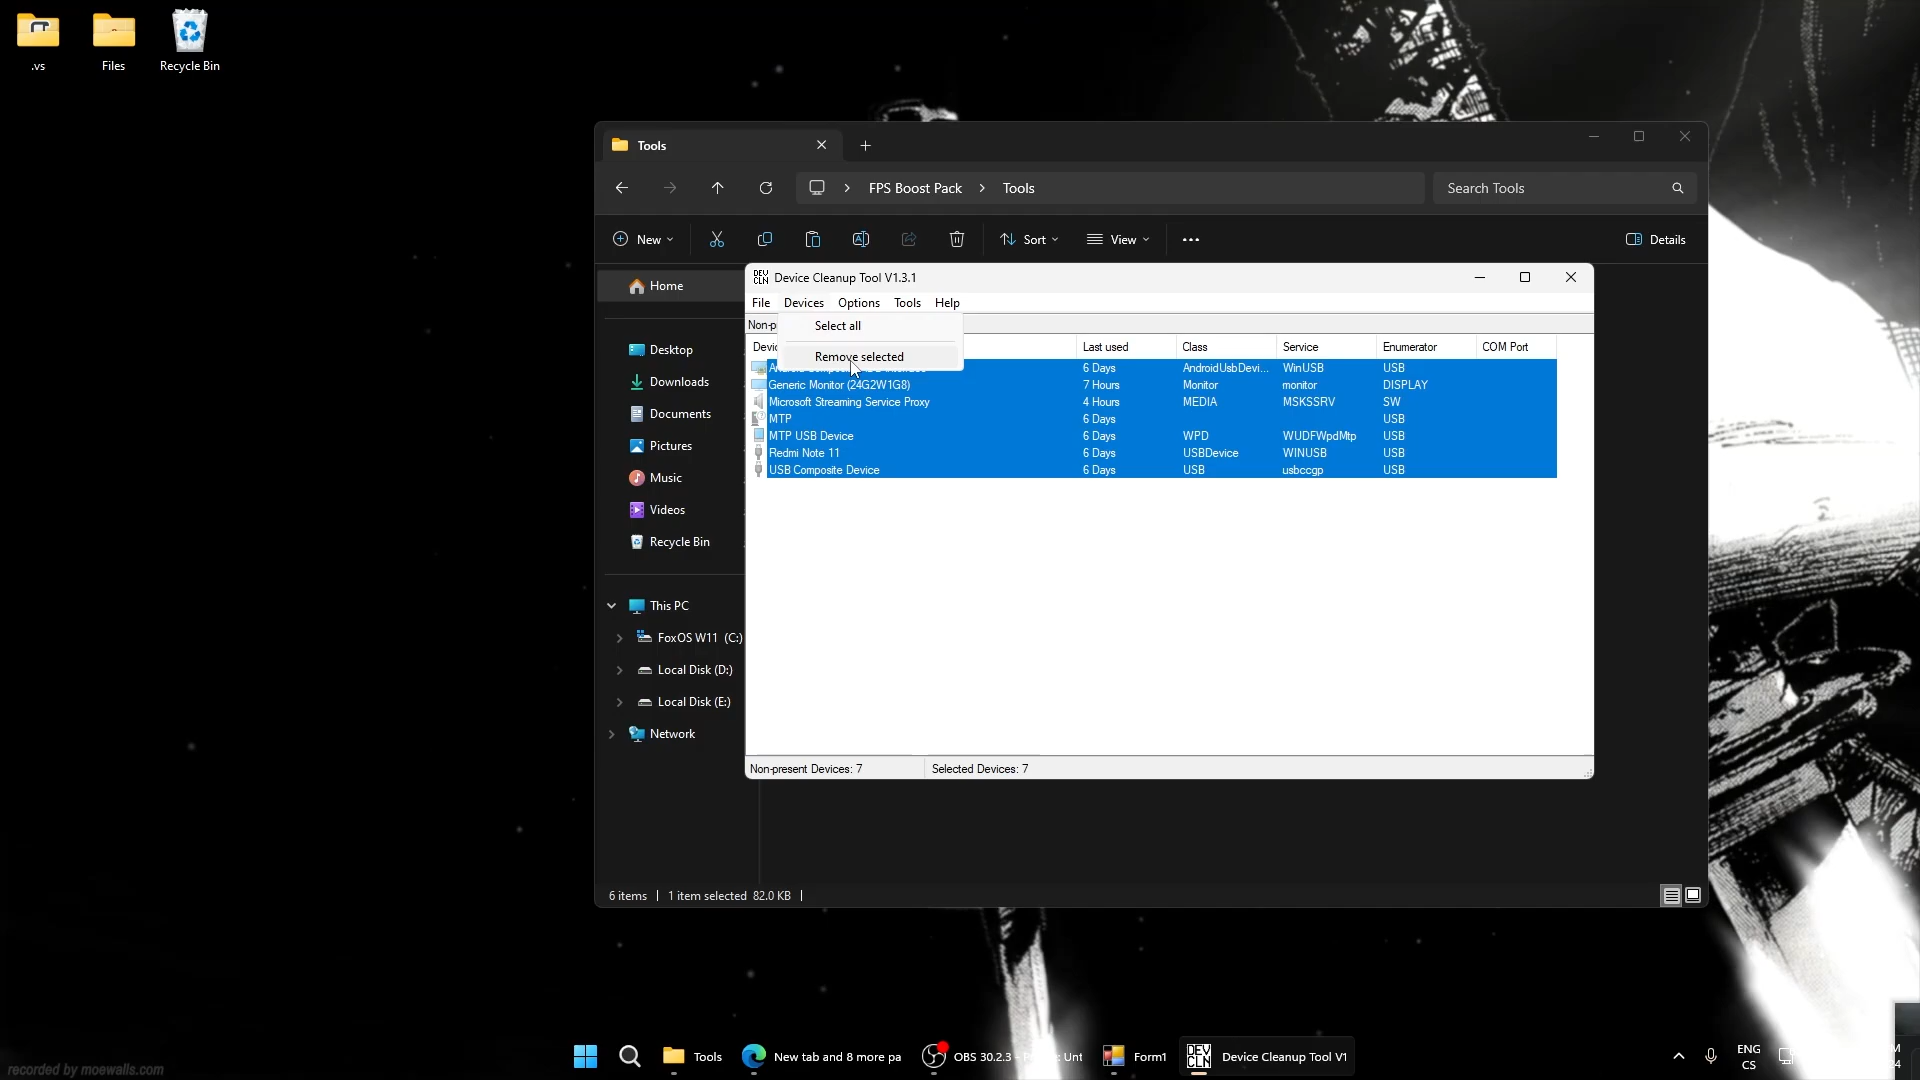 .vs
Files
Recycle Bin
Tools
FPS Boost Pack
Tools
Search Tools
New
Sort
View
Details
Home
Desktop
Downloads
Documents
Pictures
Music
Videos
Recycle Bin
This PC
FoxOS W11 (C:)
Local Disk (D:)
Local Disk (E:)
Network
DEV CLN
Device Cleanup Tool V1.3.1
File Devices Options Tools Help
Select all
Remove selected
Last used Class Service Enumerator COM Port
6 Days AndroidUsbDevi... WinUSB USB
Generic Monitor (24G2W1G8) 7 Hours Monitor monitor DISPLAY
Microsoft Streaming Service Proxy 4 Hours MEDIA MSKSSRV SW
MTP 6 Days USB
MTP USB Device 6 Days WPD WUDFWpdMtp USB
Redmi Note 11 6 Days USBDevice WINUSB USB
USB Composite Device 6 Days USB usbccgp USB
Non-present Devices: 7 Selected Devices: 7
6 items 1 item selected 82.0 KB
Tools
New tab and 8 more pa
OBS 30.2.3 -
Unt
Form1
DEV CLN
Device Cleanup Tool V1
ENG
CS
recorded by moewalls.com